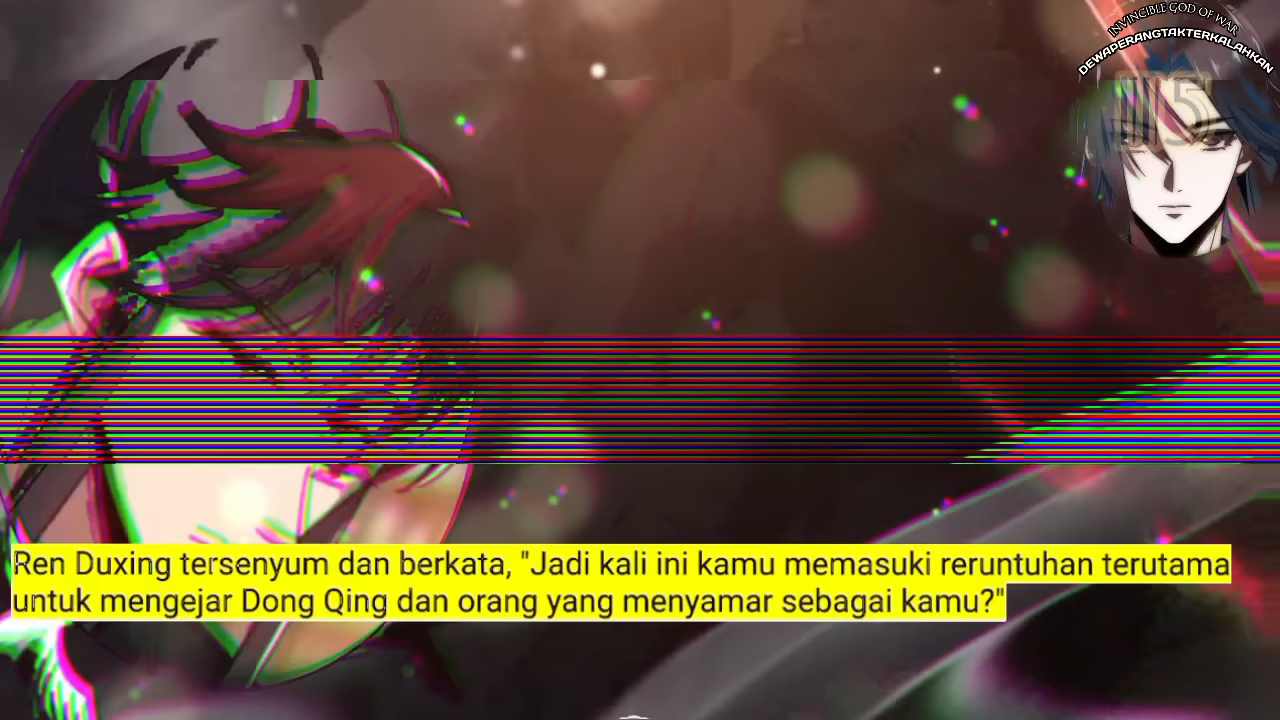 INVINCIBLE GOD OF WAR
DEWAPERANGTAKTERKALAHKAN
Ren Duxing tersenyum dan berkata, "Jadi kali ini kamu memasuki reruntuhan terutama
untuk mengejar Dong Qing dan orang yang menyamar sebagai kamu?"